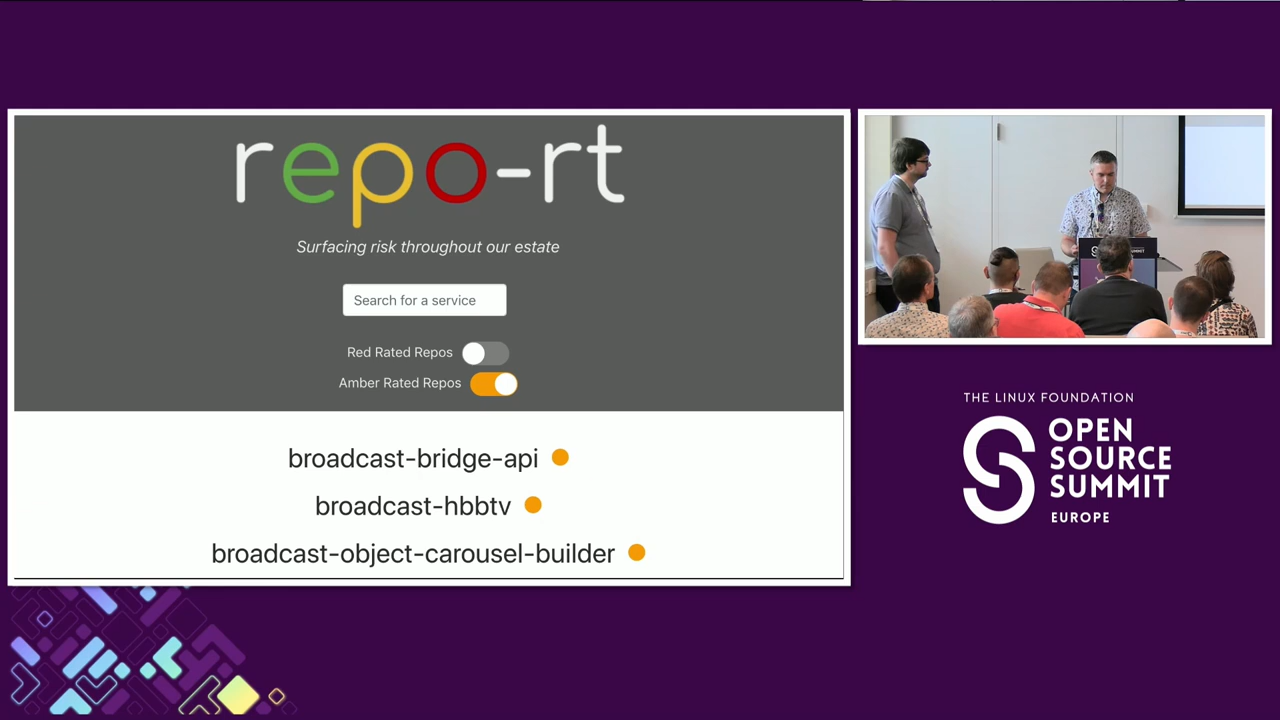 repo-rt
Surfacing risk throughout our estate
Search for a service
Red Rated Repos
Amber Rated Repos
broadcast-bridge-api
broadcast-hbbtv
broadcast-object-carousel-builder
THE LINUX FOUNDATION
OPEN
SOURCE
SUMMIT
EUROPE